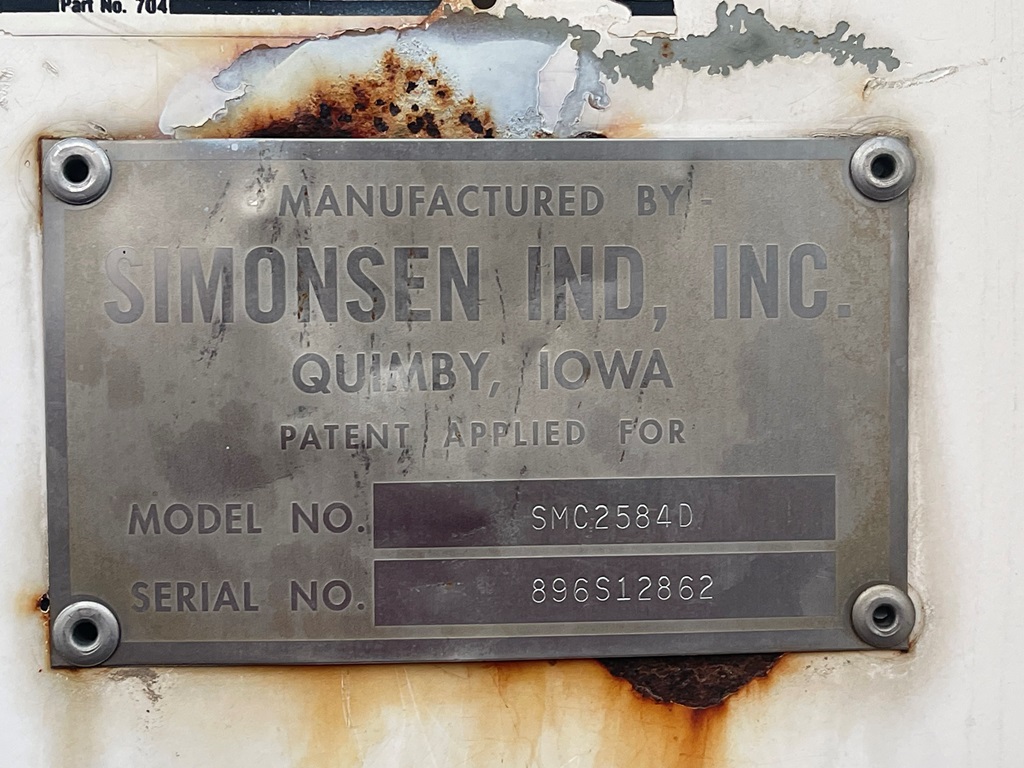 Part No. 704
MANUFACTURED BY -
SIMONSEN IND, INC.
QUIMBY, IOWA
PATENT APPLIED FOR
MODEL NO. SMC2584D
SERIAL NO. 896S12862